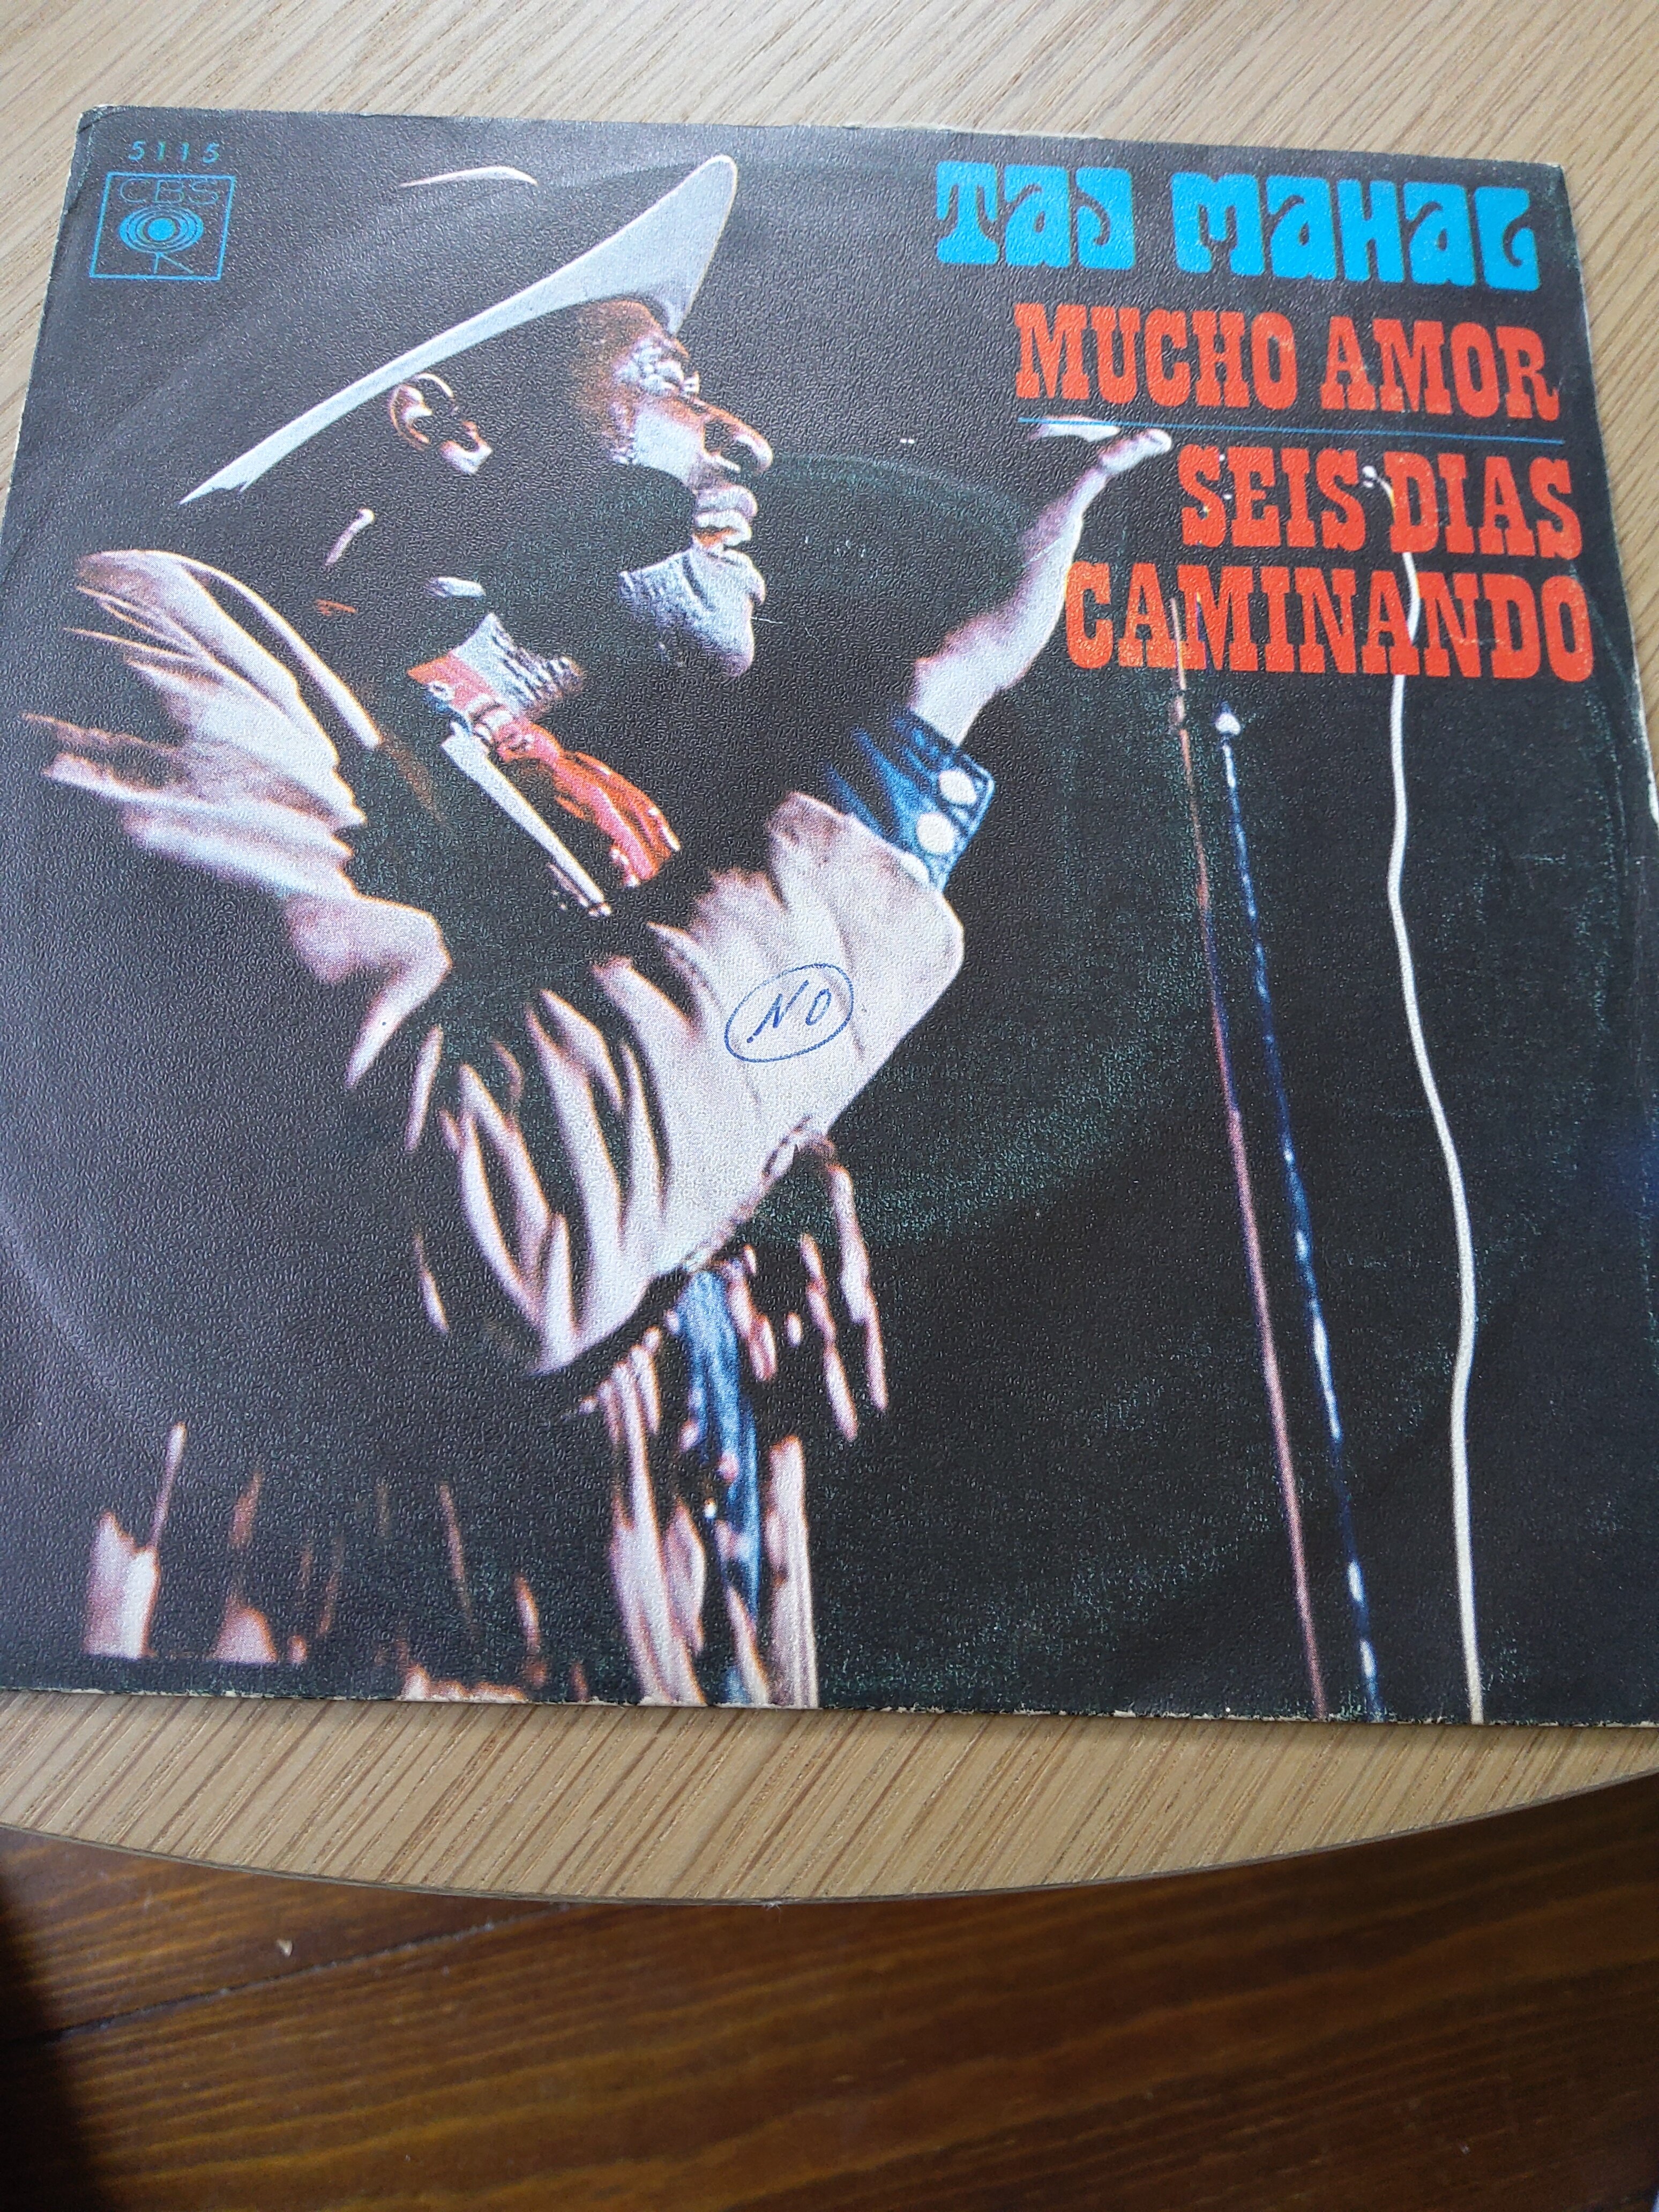 5115
CBS
TAJ MAHAL
MUCHO AMOR
SEIS DIAS
CAMINANDO
NO